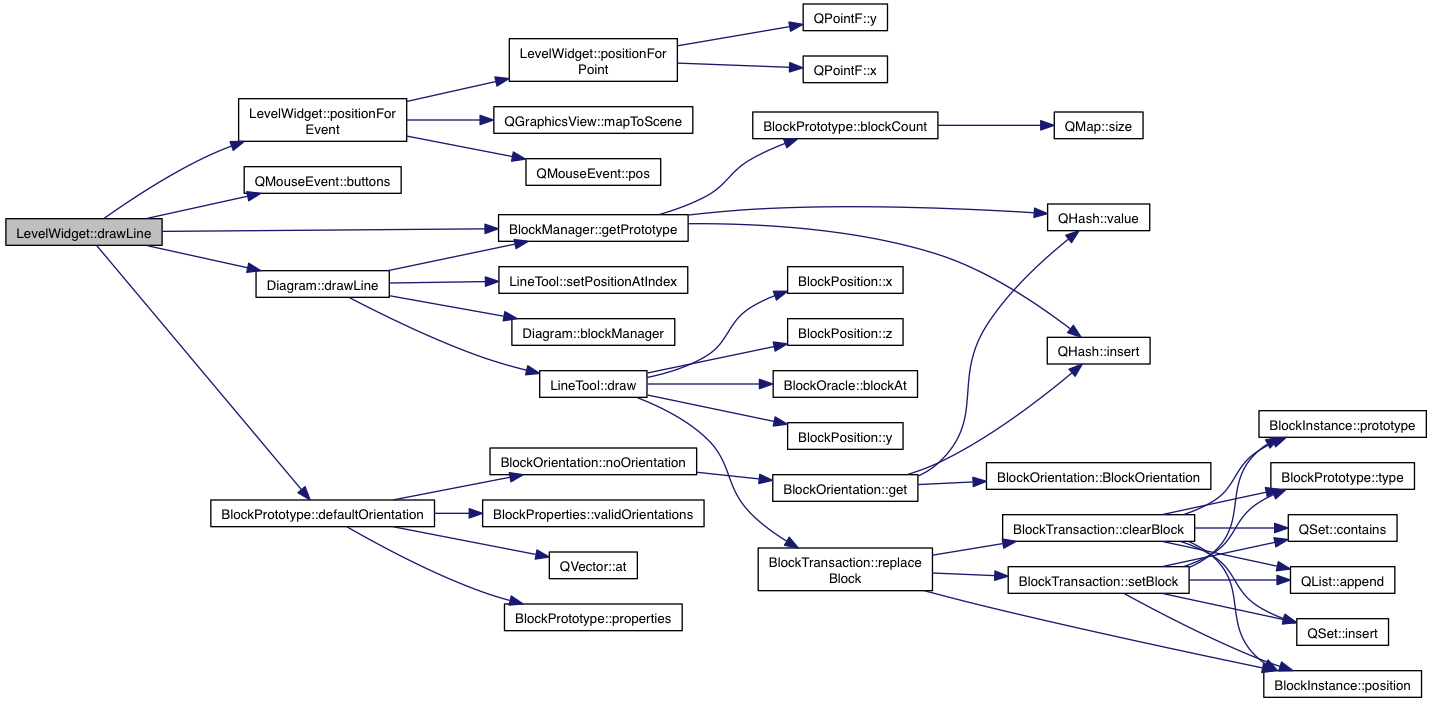 QPointF::y
LevelWidget::positionFor
Point
QPointF::x
LevelWidget::positionFor
Event
QGraphicsView::mapToScene
BlockPrototype::blockCount
QMap::size
QMouseEvent::pos
QMouseEvent::buttons
LevelWidget::drawLine
BlockManager::getPrototype
QHash::value
Diagram::drawLine
LineTool::setPositionAtIndex
BlockPosition::x
Diagram::blockManager
BlockPosition::z
QHash::insert
LineTool::draw
BlockOracle::blockAt
BlockPosition::y
BlockInstance::prototype
BlockOrientation::noOrientation
BlockOrientation::get
BlockOrientation::BlockOrientation
BlockPrototype::type
BlockPrototype::defaultOrientation
BlockProperties::validOrientations
BlockTransaction::clearBlock
QSet::contains
QVector::at
BlockTransaction::replace
Block
BlockTransaction::setBlock
QList::append
BlockPrototype::properties
QSet::insert
BlockInstance::position